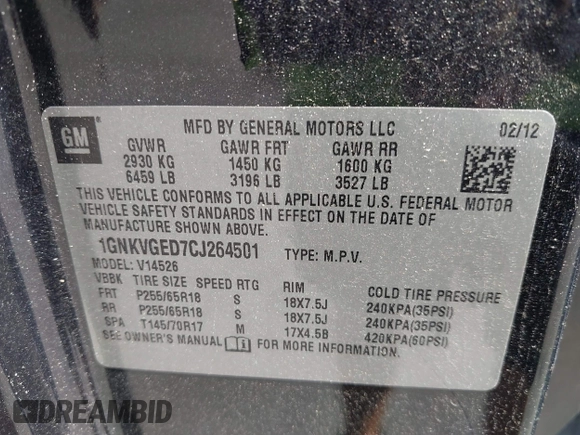 GM
MFD BY GENERAL MOTORS LLC 02/12
GVWR GAWR FRT GAWR RR
2930 KG 1450 KG 1600 KG
6459 LB 3196 LB 3527 LB
THIS VEHICLE CONFORMS TO ALL APPLICABLE U.S. FEDERAL MOTOR
VEHICLE SAFETY STANDARDS IN EFFECT ON THE DATE OF
MANUFACTURE SHOWN ABOVE.
1GNKVGED7CJ264501 TYPE: M.P.V.
MODEL: V14526
VBBK TIRE SIZE SPEED RTG RIM COLD TIRE PRESSURE
FRT P255/65R18 S 18X7.5J 240KPA(35PSI)
RR P255/65R18 S 18X7.5J 240KPA(35PSI)
SPA T145/70R17 M 17X4.5B 420KPA(60PSI)
SEE OWNER'S MANUAL FOR MORE INFORMATION.
DREAMBID